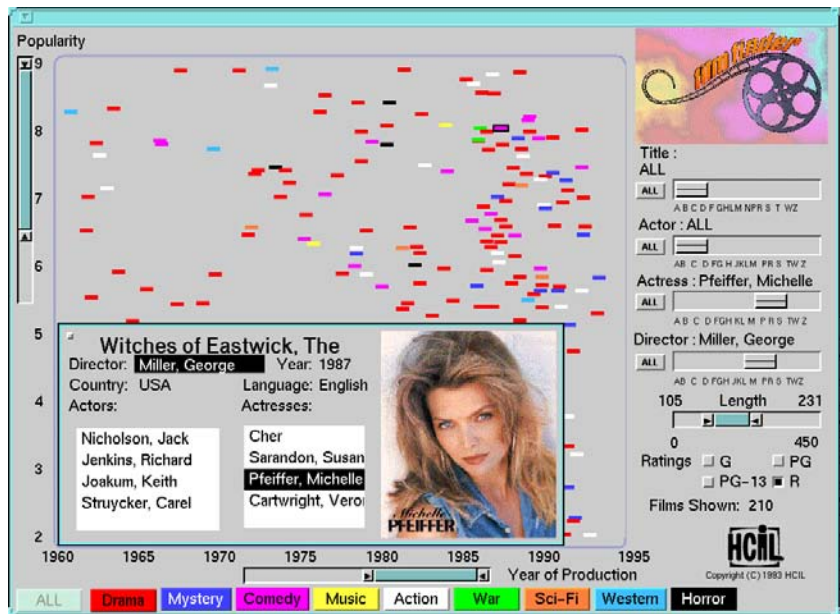 Popularity
9
8
7
6
5
4
3
2
1960 1965 1970 1975 1980 1985 1990 1995
Year of Production
Witches of Eastwick, The
Director: Miller, George Year: 1987
Country: USA Language: English
Actors: Actresses:
Nicholson, Jack Cher
Jenkins, Richard Sarandon, Susan
Joakum, Keith Pfeiffer, Michelle
Struycker, Carel Cartwright, Vero
Michelle
PFEIFFER
Title :
ALL
ALL
A B C D F G H L M N P R S T W Z
Actor : ALL
ALL
A B C D F G H J K L M P R S T W Z
Actress : Pfeiffer, Michelle
ALL
A B C D F G H K L M P R S T W Z
Director : Miller, George
ALL
A B C D F G H J K L M P R S T W Z
105 Length 231
0 450
Ratings G PG
PG-13 R
Films Shown: 210
HCIL
Copyright (C) 1993 HCIL
ALL Drama Mystery Comedy Music Action War Sci-Fi Western Horror